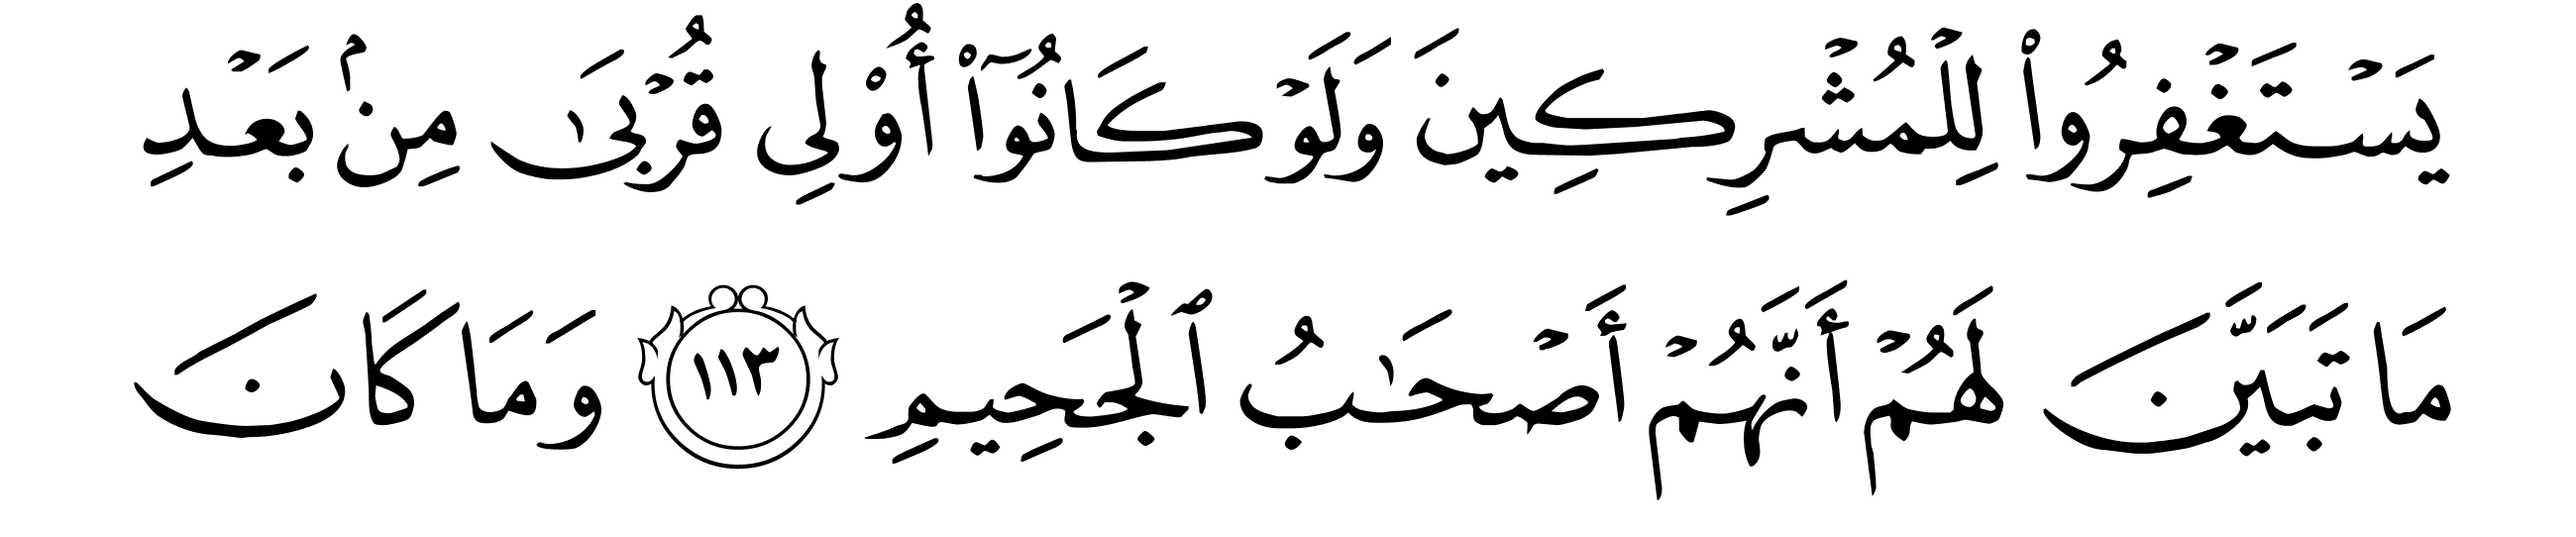 يَسْتَغْفِرُوا۟ لِلْمُشْرِكِينَ وَلَوْ كَانُوٓا۟ أُو۟لِى قُرْبَىٰ مِنۢ بَعْدِ
مَا تَبَيَّنَ لَهُمْ أَنَّهُمْ أَصْحَـٰبُ ٱلْجَحِيمِ ١١٣ وَمَا كَانَ